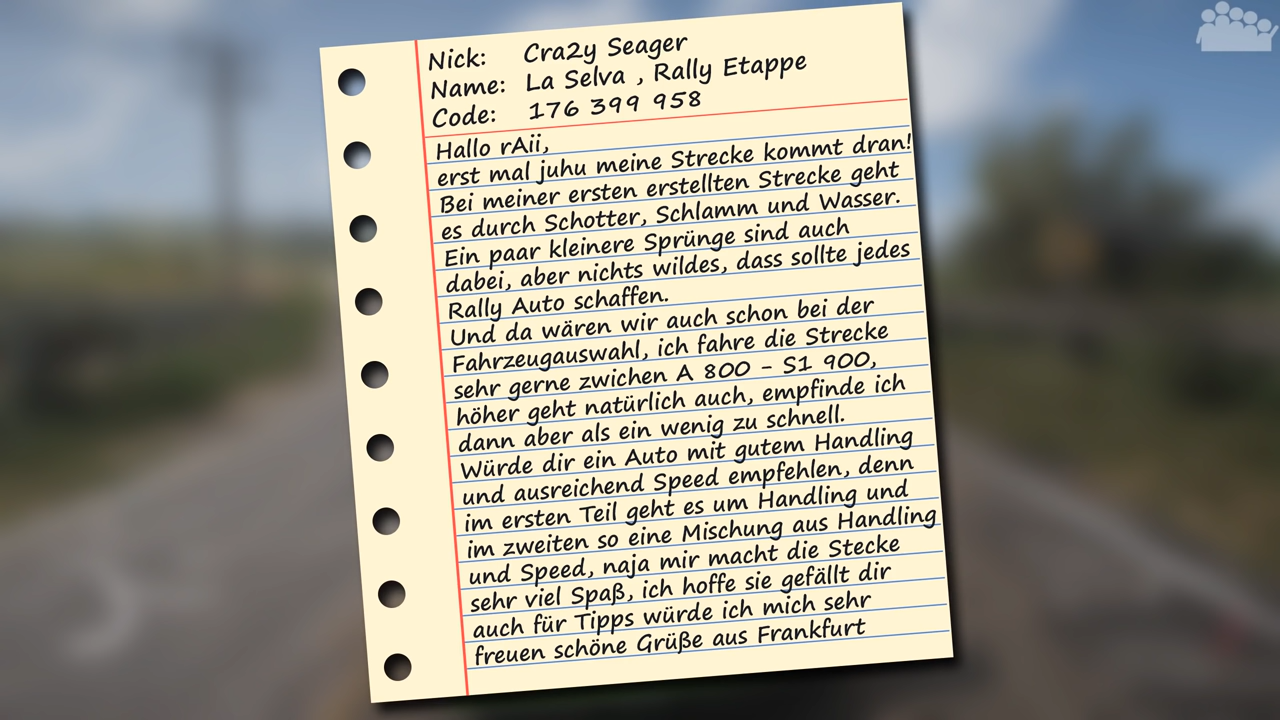 Nick: Cra2y Seager
Name: La Selva , Rally Etappe
Code: 176 399 958
Hallo rAii,
erst mal juhu meine Strecke kommt dran!
Bei meiner ersten erstellten Strecke geht
es durch Schotter, Schlamm und Wasser.
Ein paar kleinere Sprünge sind auch
dabei, aber nichts wildes, dass sollte jedes
Rally Auto schaffen.
Und da wären wir auch schon bei der
Fahrzeugauswahl, ich fahre die Strecke
sehr gerne zwichen A 800 - S1 900,
höher geht natürlich auch, empfinde ich
dann aber als ein wenig zu schnell.
Würde dir ein Auto mit gutem Handling
und ausreichend Speed empfehlen, denn
im ersten Teil geht es um Handling und
im zweiten so eine Mischung aus Handling
und Speed, naja mir macht die Stecke
sehr viel Spaß, ich hoffe sie gefällt dir
auch für Tipps würde ich mich sehr
freuen schöne Grüße aus Frankfurt